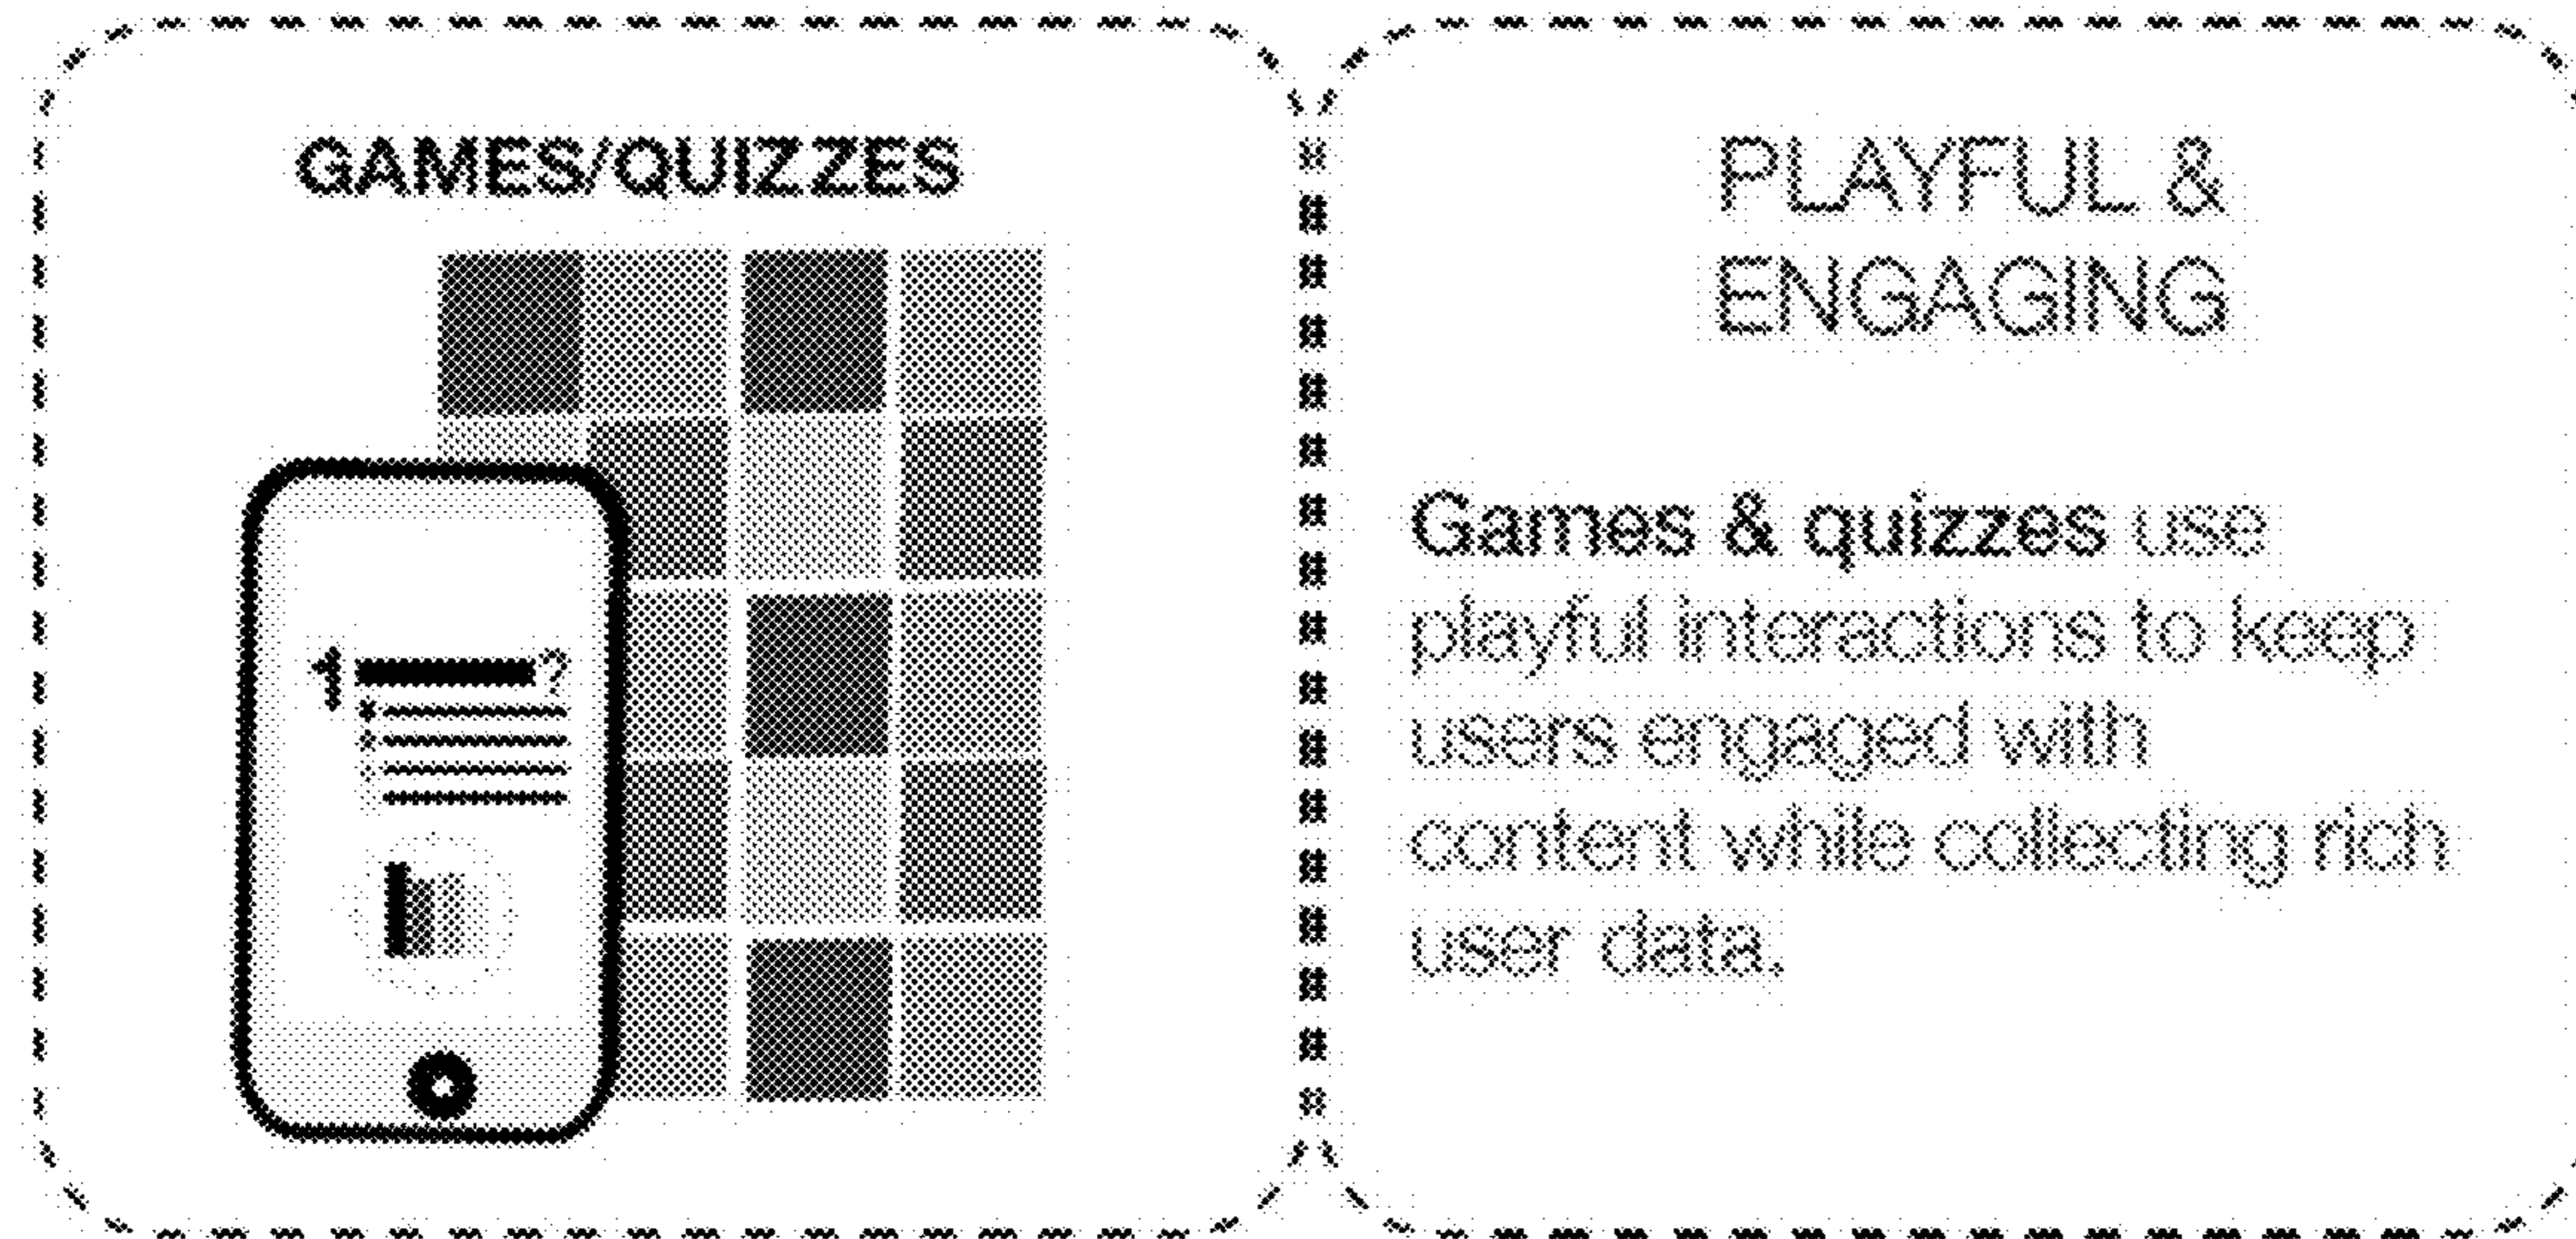 GAMES/QUIZZES
1 ?
PLAYFUL &
ENGAGING
Games & quizzes use
playful interactions to keep
users engaged with
content while collecting rich
user data.